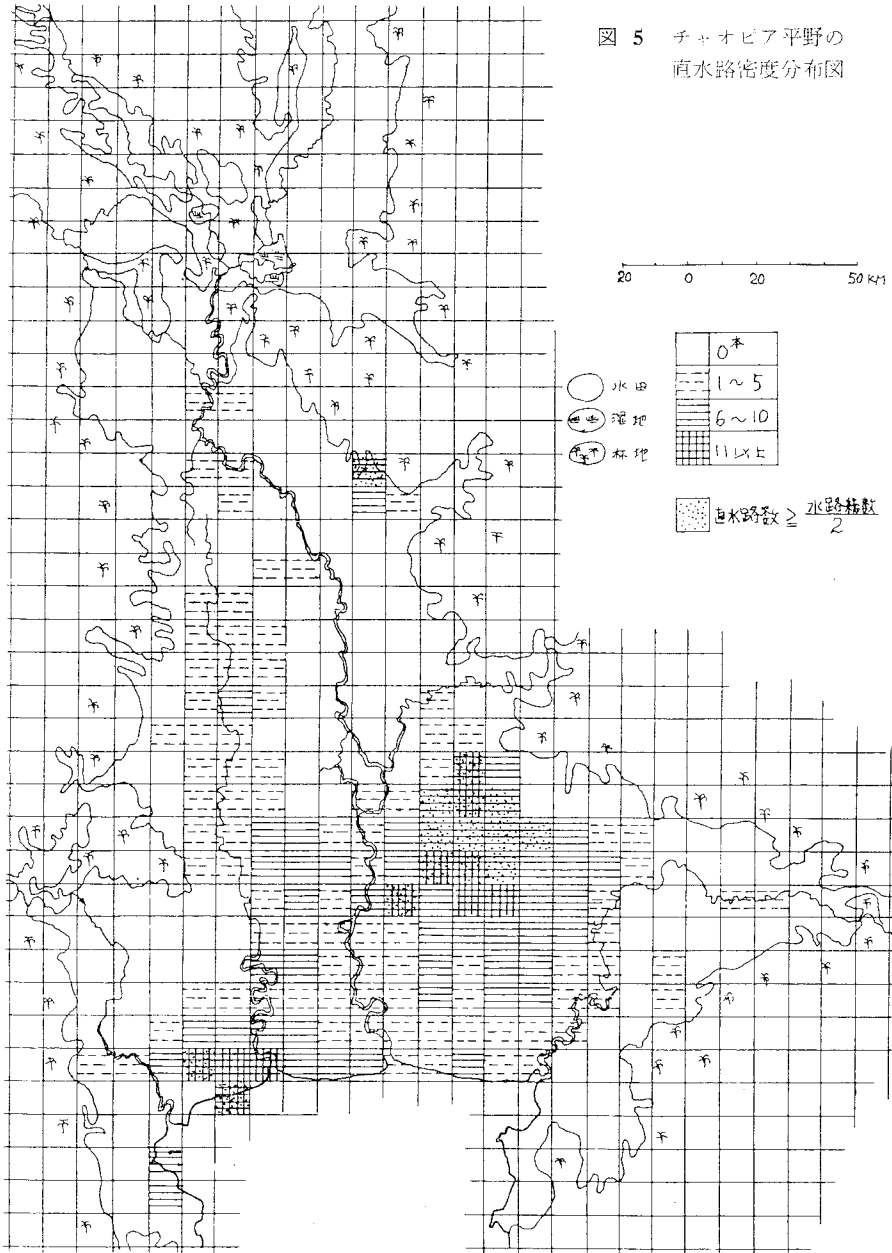 図 5 チャオピア平野の
直水路密度分布図
20 0 20 50 KM
水田
湿地
林地
0本
1~5
6~10
11以上
直水路数 ≧ 水路総数
2